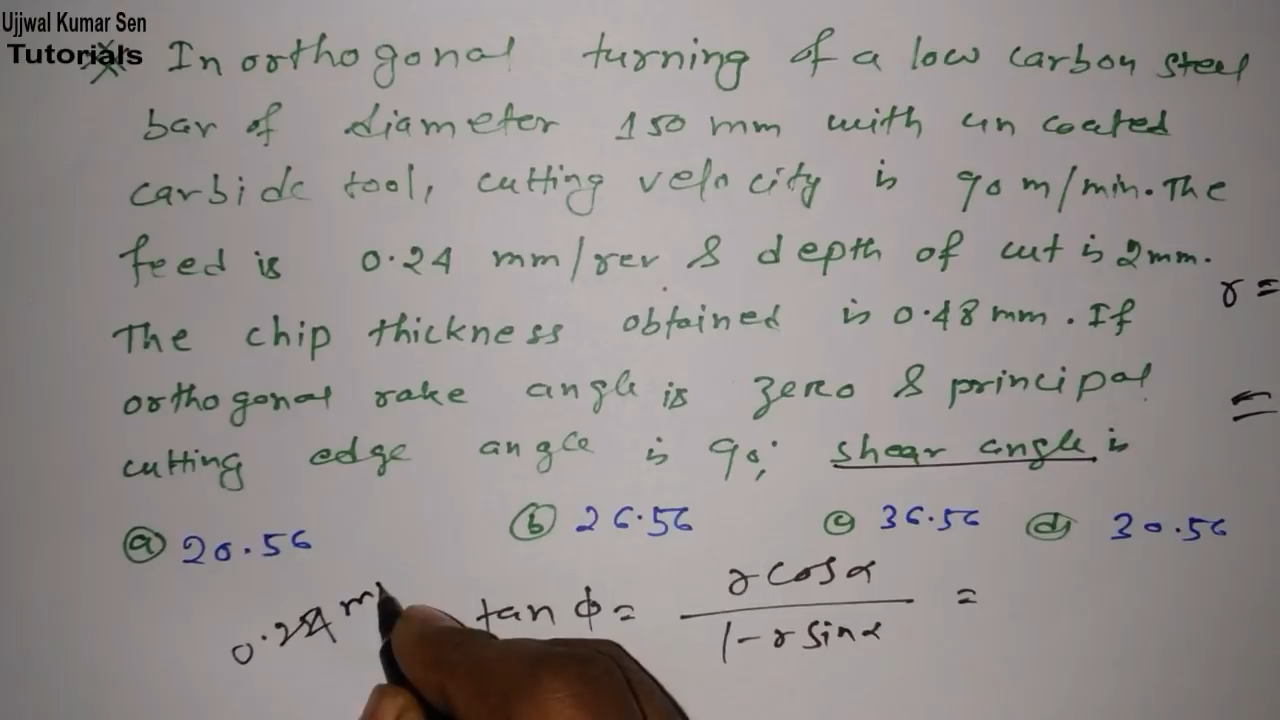 Ujjwal Kumar Sen
Tutorials
In orthogonal turning of a low carbon steel
bar of diameter 150 mm with uncoated
carbide tool, cutting velocity is 90 m/min. The
feed is 0.24 mm/rev & depth of cut is 2mm.
The chip thickness obtained is 0.48 mm. If
orthogonal rake angle is zero & principal
cutting edge angle is 90; shear angle is
(a) 20.56 (b) 26.56 (c) 36.56 (d) 30.56
r =
=
0.24 m
tan ϕ = r cos α / 1 - r sin α =